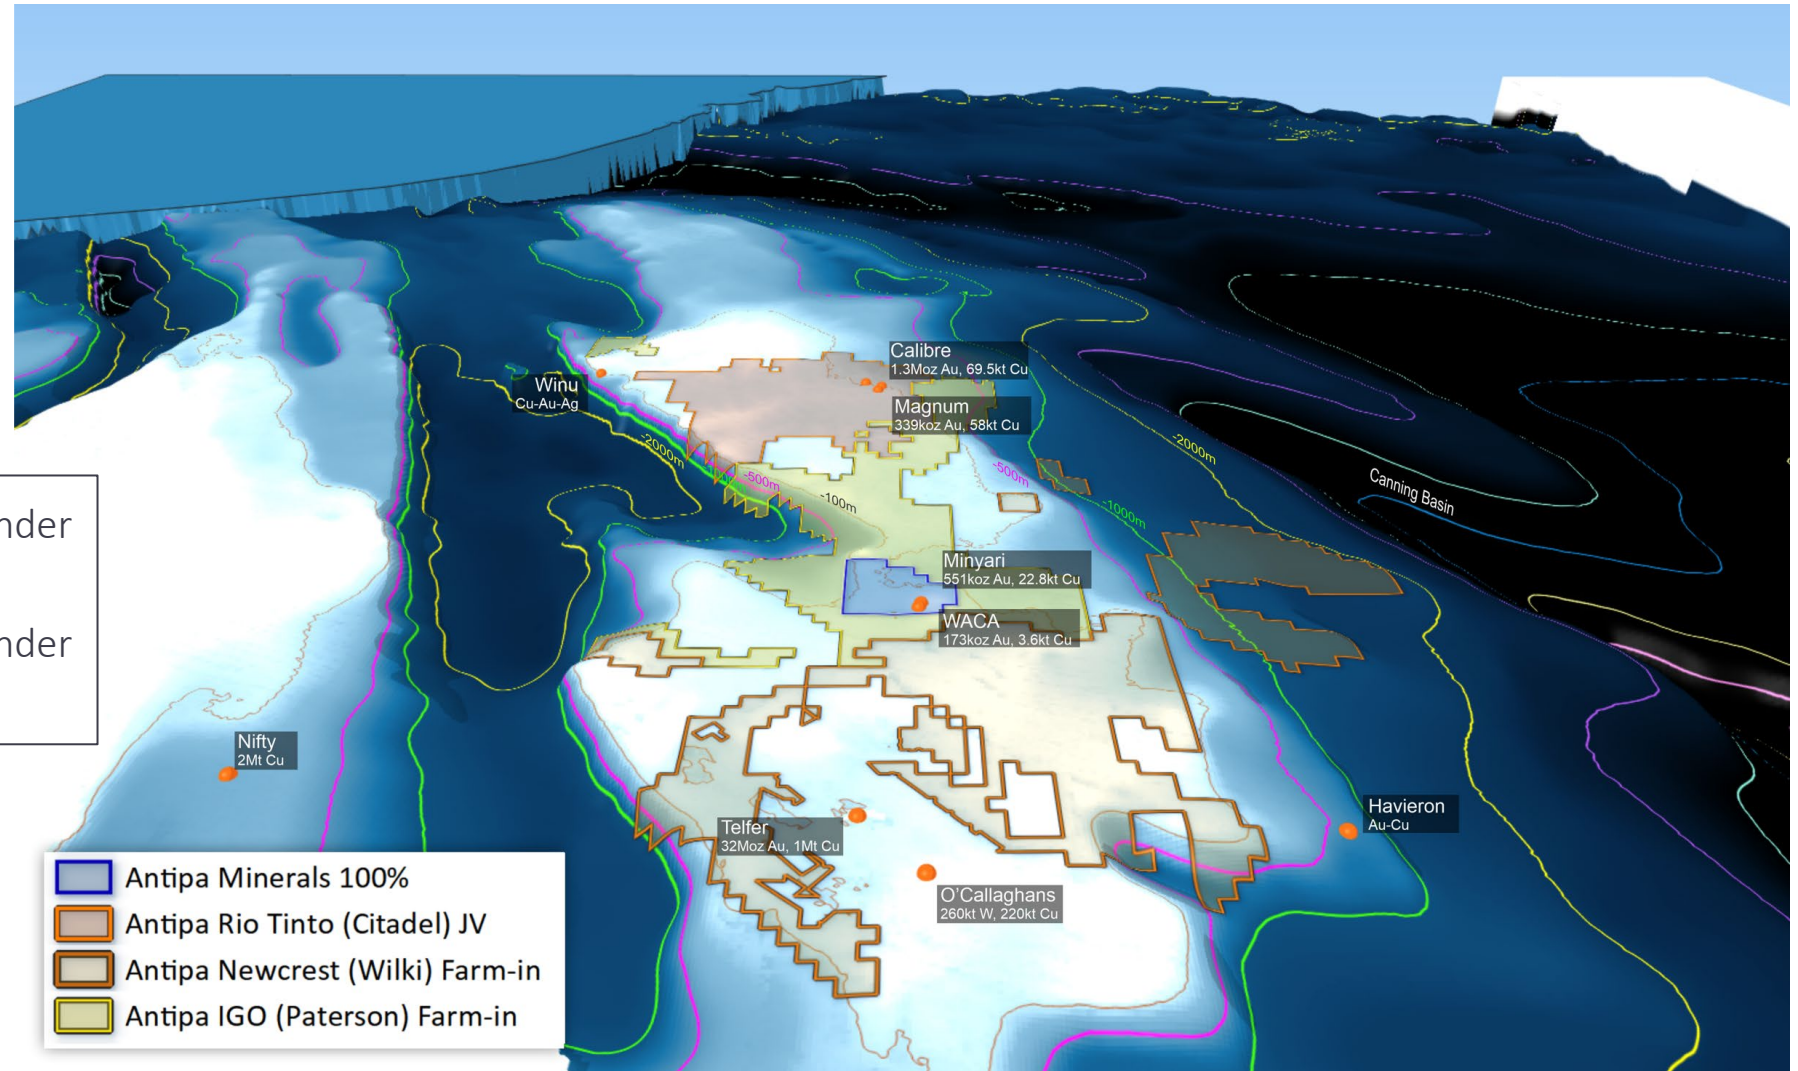 Calibre
1.3Moz Au, 69.5kt Cu
Winu
Cu-Au-Ag
Magnum
339koz Au, 58kt Cu
-2000m
-500m
-100m
-500m
-2000m
-1000m
Canning Basin
nder
Minyari
551koz Au, 22.8kt Cu
WACA
173koz Au, 3.6kt Cu
nder
Nifty
2Mt Cu
Havieron
Au-Cu
Telfer
32Moz Au, 1Mt Cu
O'Callaghans
260kt W, 220kt Cu
Antipa Minerals 100%
Antipa Rio Tinto (Citadel) JV
Antipa Newcrest (Wilki) Farm-in
Antipa IGO (Paterson) Farm-in